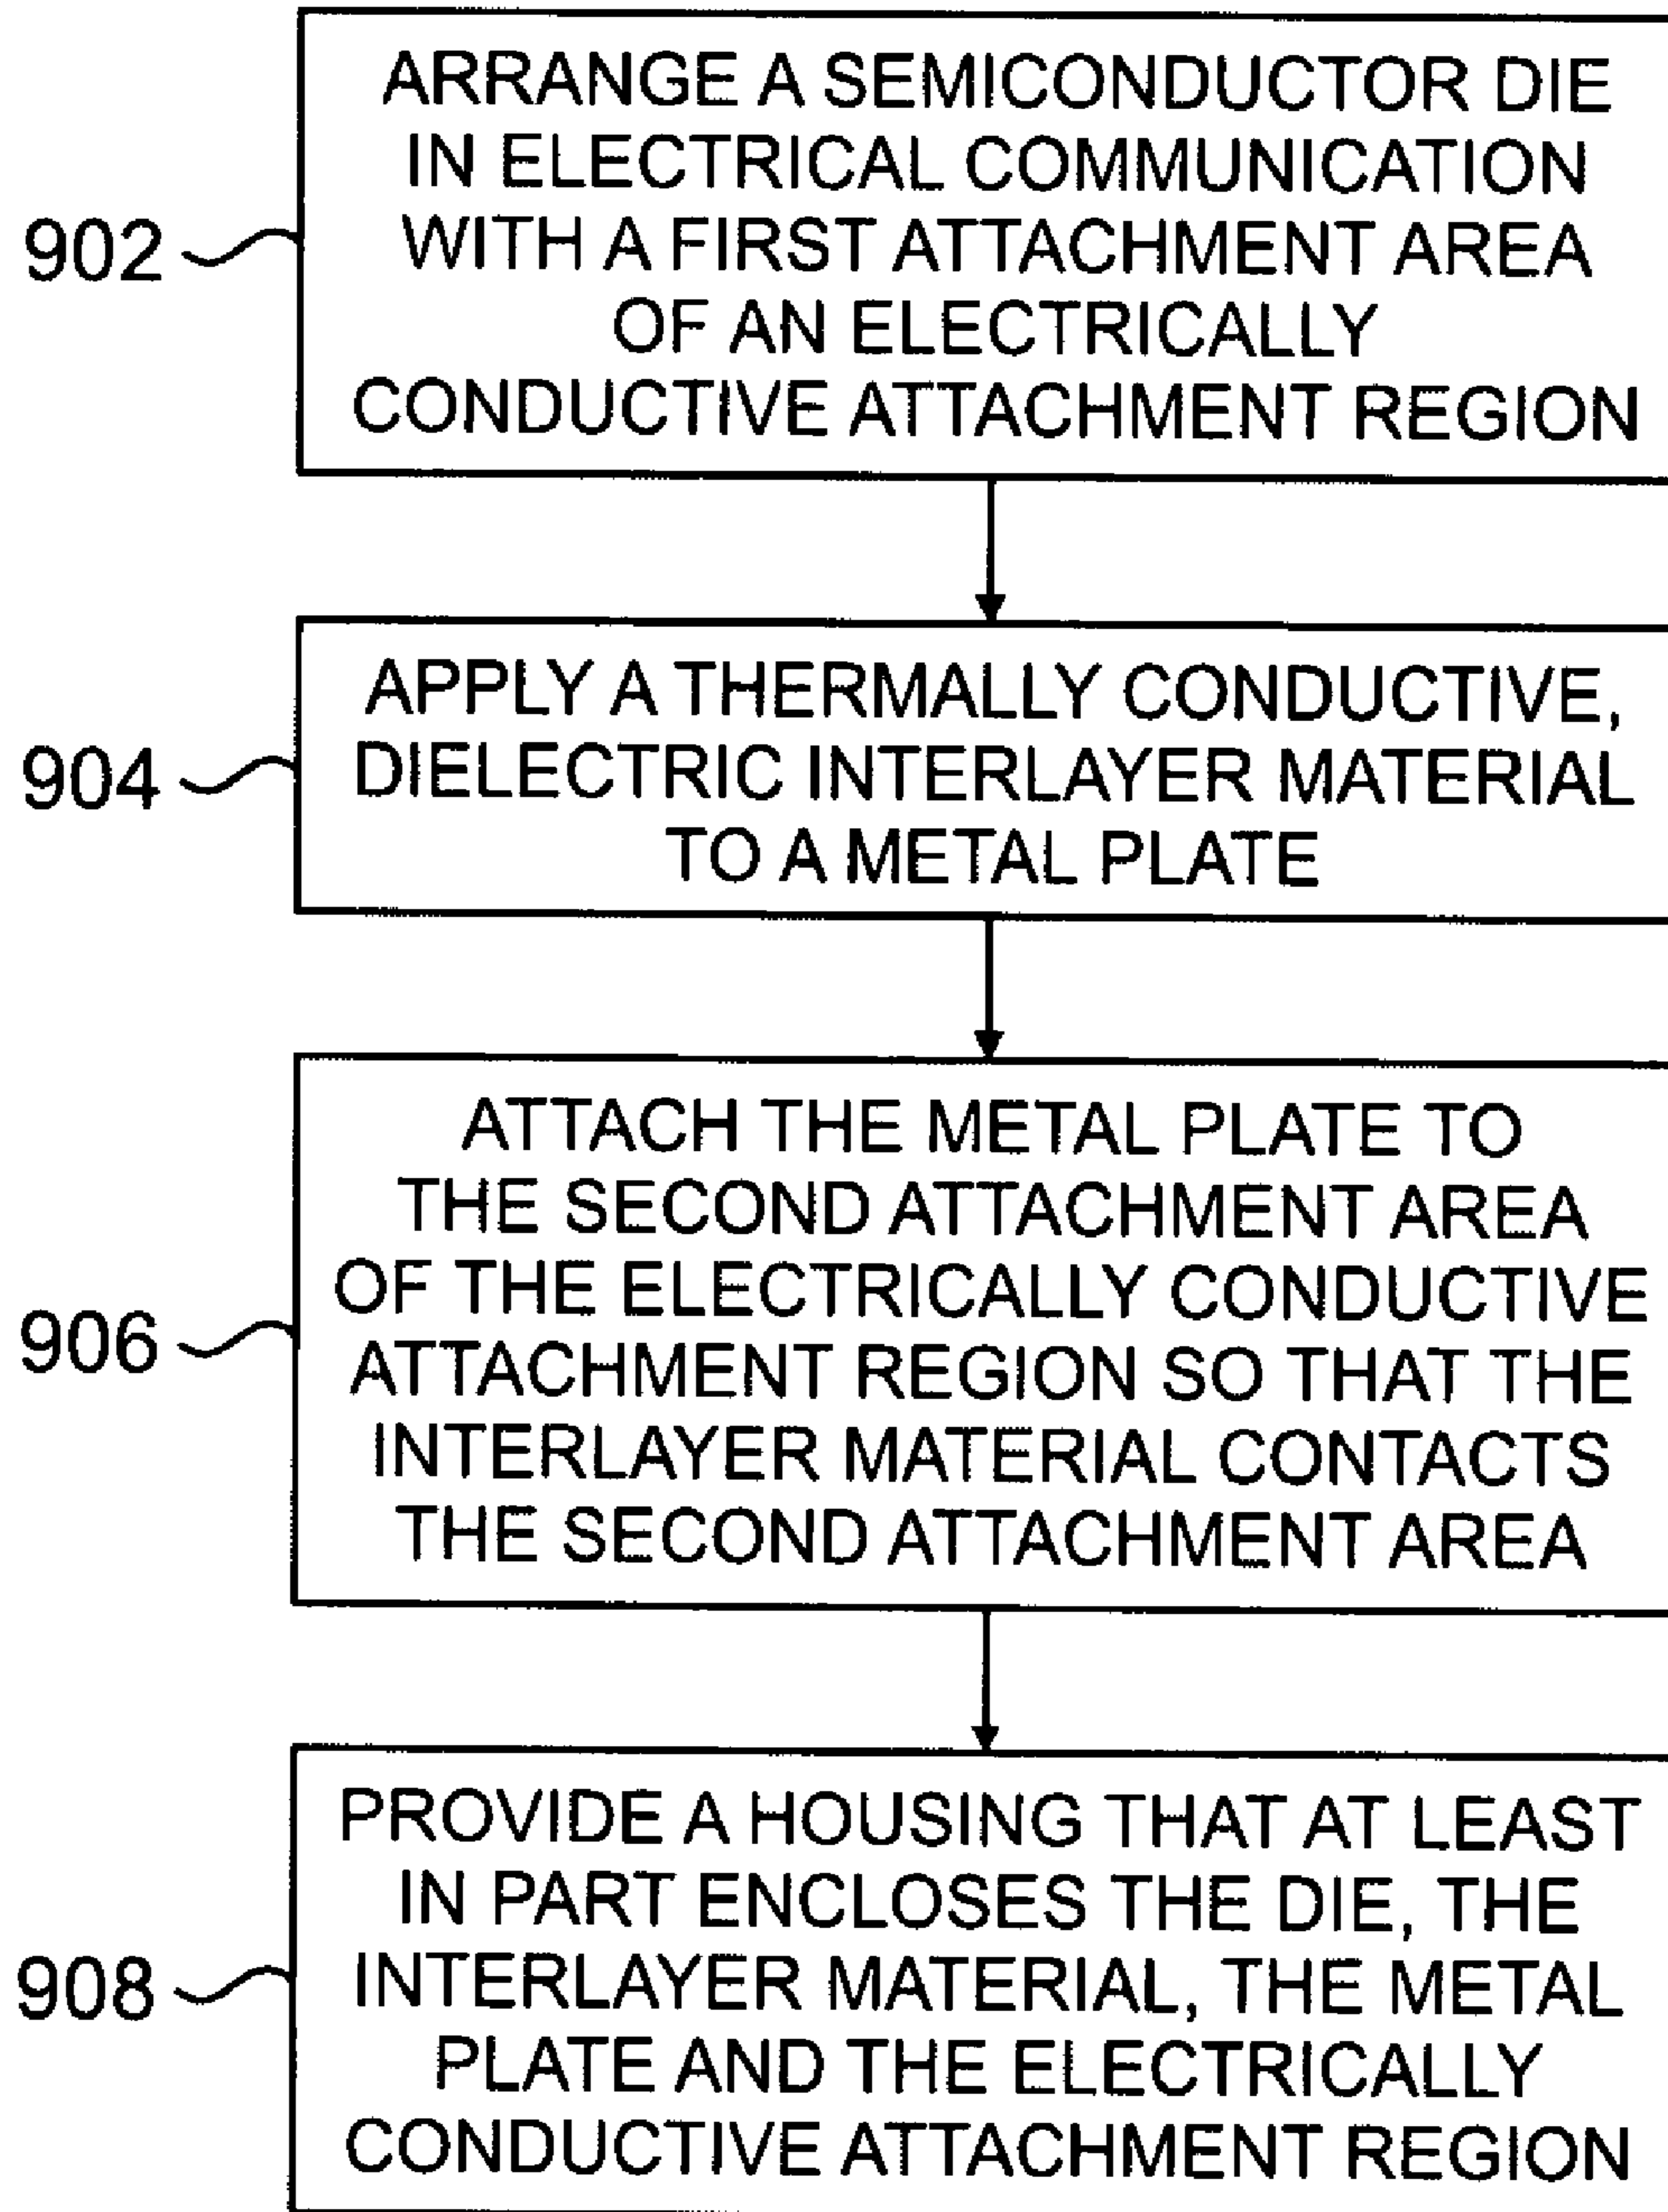 902
ARRANGE A SEMICONDUCTOR DIE
IN ELECTRICAL COMMUNICATION
WITH A FIRST ATTACHMENT AREA
OF AN ELECTRICALLY
CONDUCTIVE ATTACHMENT REGION
904
APPLY A THERMALLY CONDUCTIVE,
DIELECTRIC INTERLAYER MATERIAL
TO A METAL PLATE
906
ATTACH THE METAL PLATE TO
THE SECOND ATTACHMENT AREA
OF THE ELECTRICALLY CONDUCTIVE
ATTACHMENT REGION SO THAT THE
INTERLAYER MATERIAL CONTACTS
THE SECOND ATTACHMENT AREA
908
PROVIDE A HOUSING THAT AT LEAST
IN PART ENCLOSES THE DIE, THE
INTERLAYER MATERIAL, THE METAL
PLATE AND THE ELECTRICALLY
CONDUCTIVE ATTACHMENT REGION